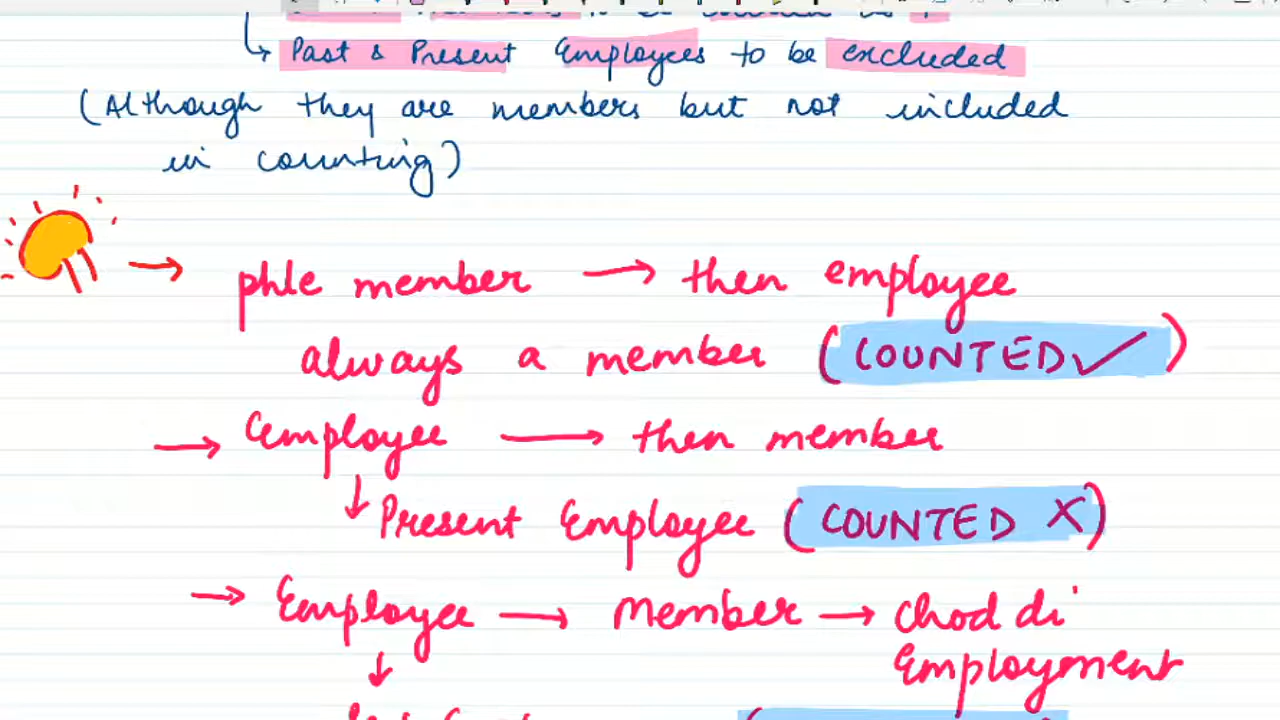 ↳ Past & Present Employees to be excluded
(Although they are members but not included
in counting)
→ phle member → then employee
always a member (COUNTED✓)
→ Employee → then member
↓ Present Employee (COUNTED X)
→ Employee → Member → chod di
↓ Employment